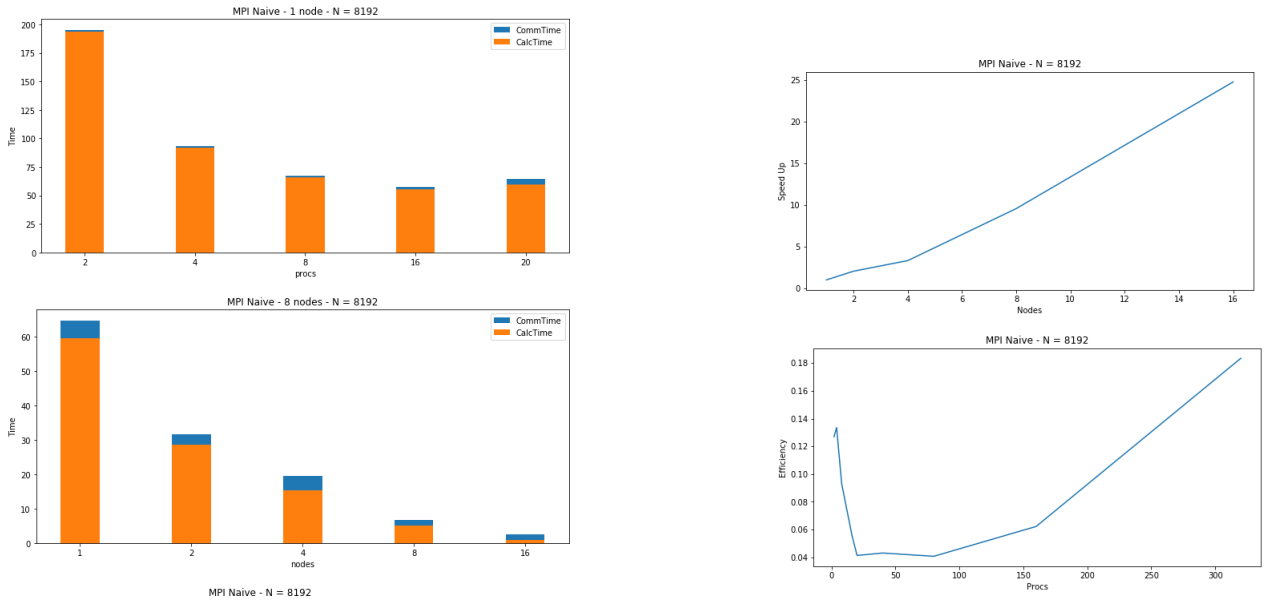 MPI Naive - 1 node - N = 8192
CommTime
CalcTime
200
175
150
125
100
75
50
25
0
Time
2 4 8 16 20
procs
MPI Naive - 8 nodes - N = 8192
CommTime
CalcTime
60
50
40
30
20
10
0
Time
1 2 4 8 16
nodes
MPI Naive - N = 8192
MPI Naive - N = 8192
25
20
15
10
5
0
Speed Up
2 4 6 8 10 12 14 16
Nodes
MPI Naive - N = 8192
0.18
0.16
0.14
0.12
0.10
0.08
0.06
0.04
Efficiency
0 50 100 150 200 250 300
Procs